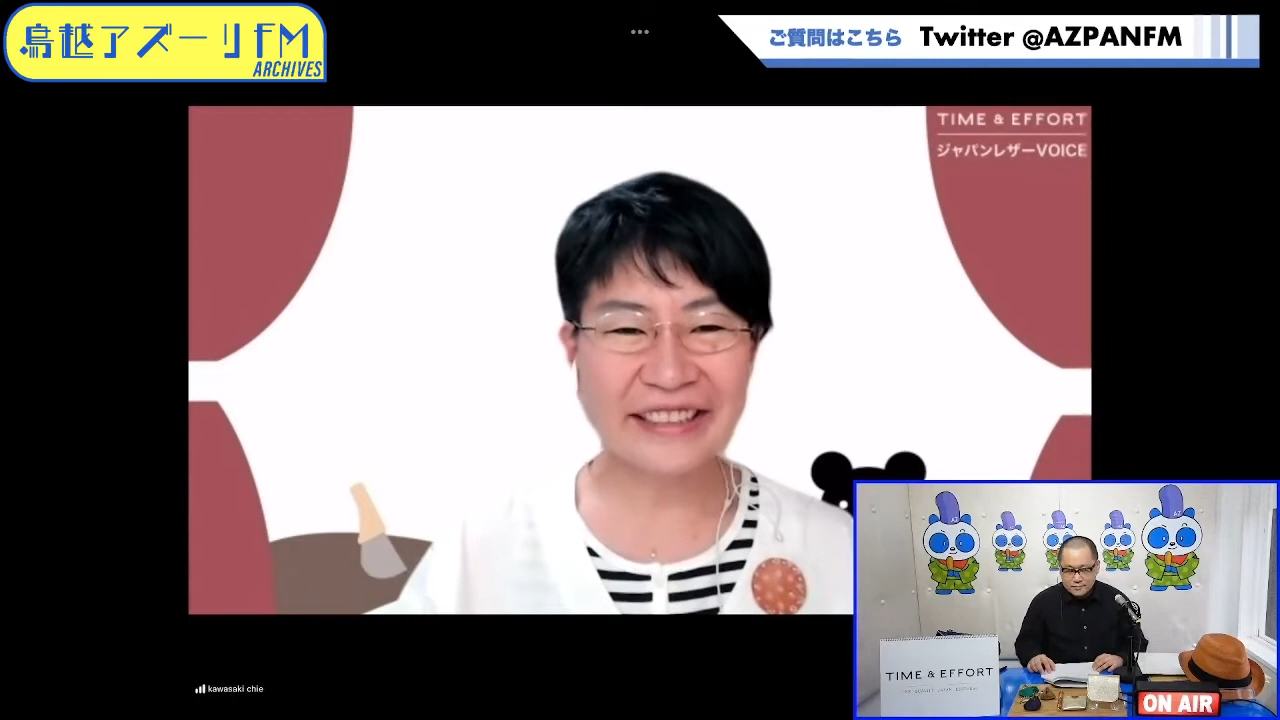 鳥越アズーリFM
ARCHIVES
ご質問はこちら Twitter @AZPANFM
TIME & EFFORT
ジャパンレザーVOICE
kawasaki chie
TIME & EFFORT
ON AIR